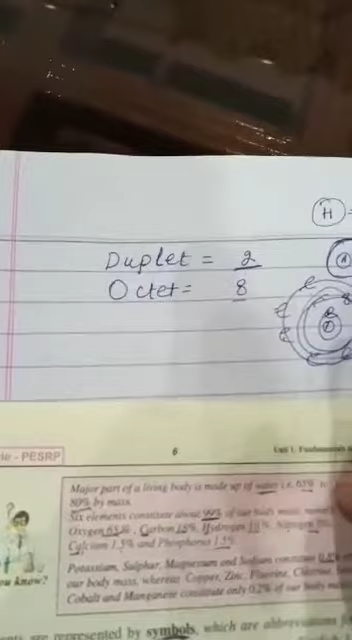 H
Duplet = 2
Octet = 8
- PESRP
6
Unit 1: Fundamentals
Major part of a living body is made up of water i.e. 65% to
80% by mass.
Six elements constitute about 99% of our body mass;
Oxygen 65%, Carbon 18%, Hydrogen 10%, Nitrogen
Calcium 1.5% and Phosphorus 1.5%.
Potassium, Sulphur, Magnesium and Sodium constitute 0.8%
our body mass, whereas Copper, Zinc, Fluorine, Chlorine,
Cobalt and Manganese constitute only 0.2% of our body
ou know?
are represented by symbols, which are abbreviations